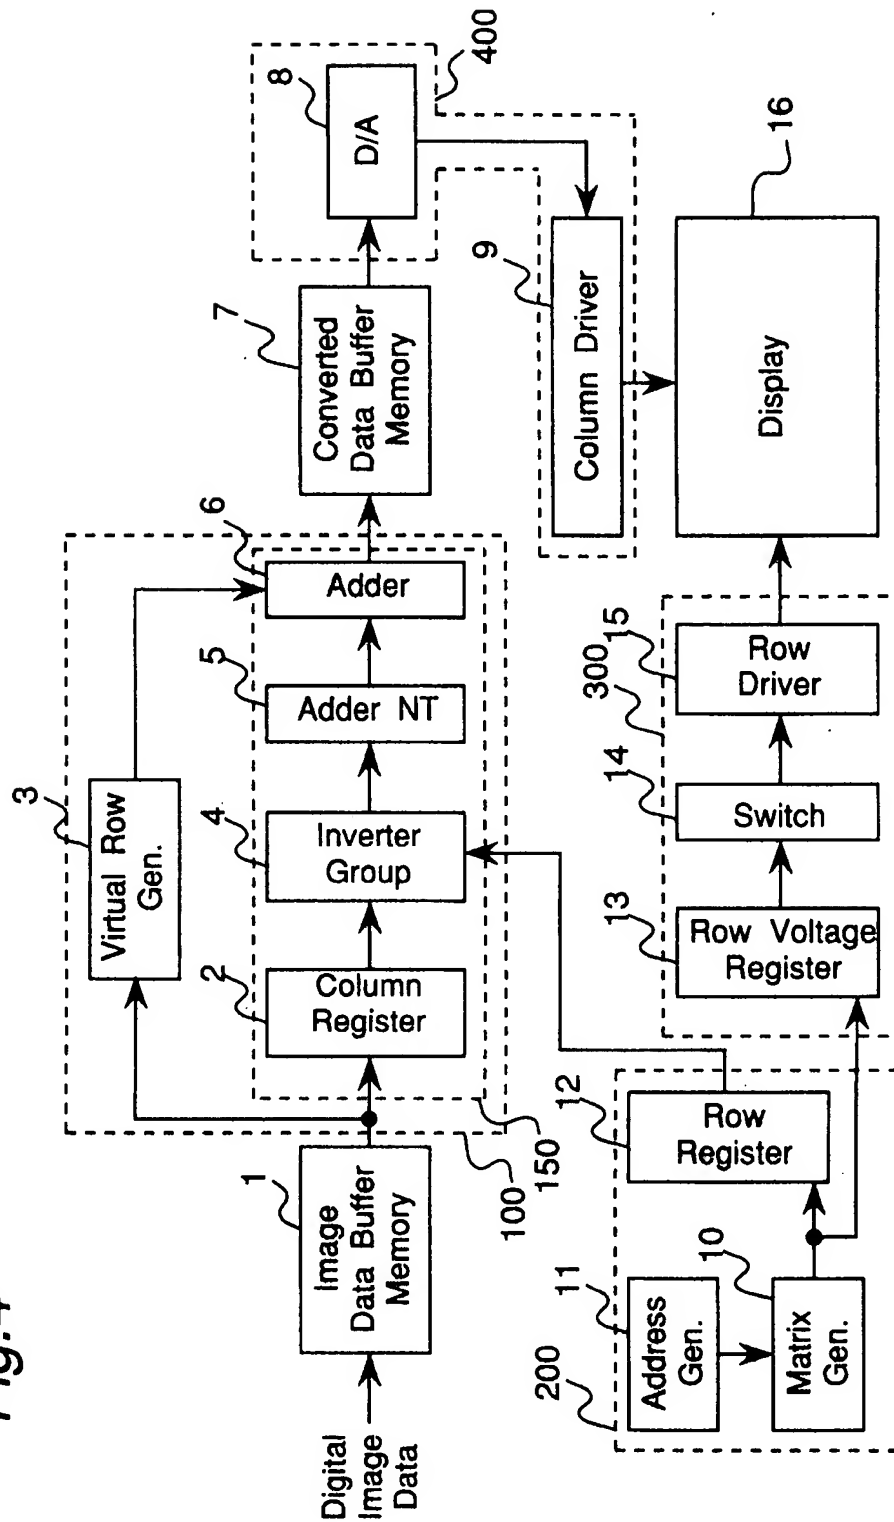 Fig.4
Digital
Image
Data
1
Image
Data Buffer
Memory
100
150
2
Column
Register
3
Virtual Row
Gen.
4
Inverter
Group
5
Adder NT
6
Adder
7
Converted
Data Buffer
Memory
8
D/A
400
9
Column Driver
16
Display
200
11
Address
Gen.
10
Matrix
Gen.
12
Row
Register
13
Row Voltage
Register
14
Switch
300
15
Row
Driver